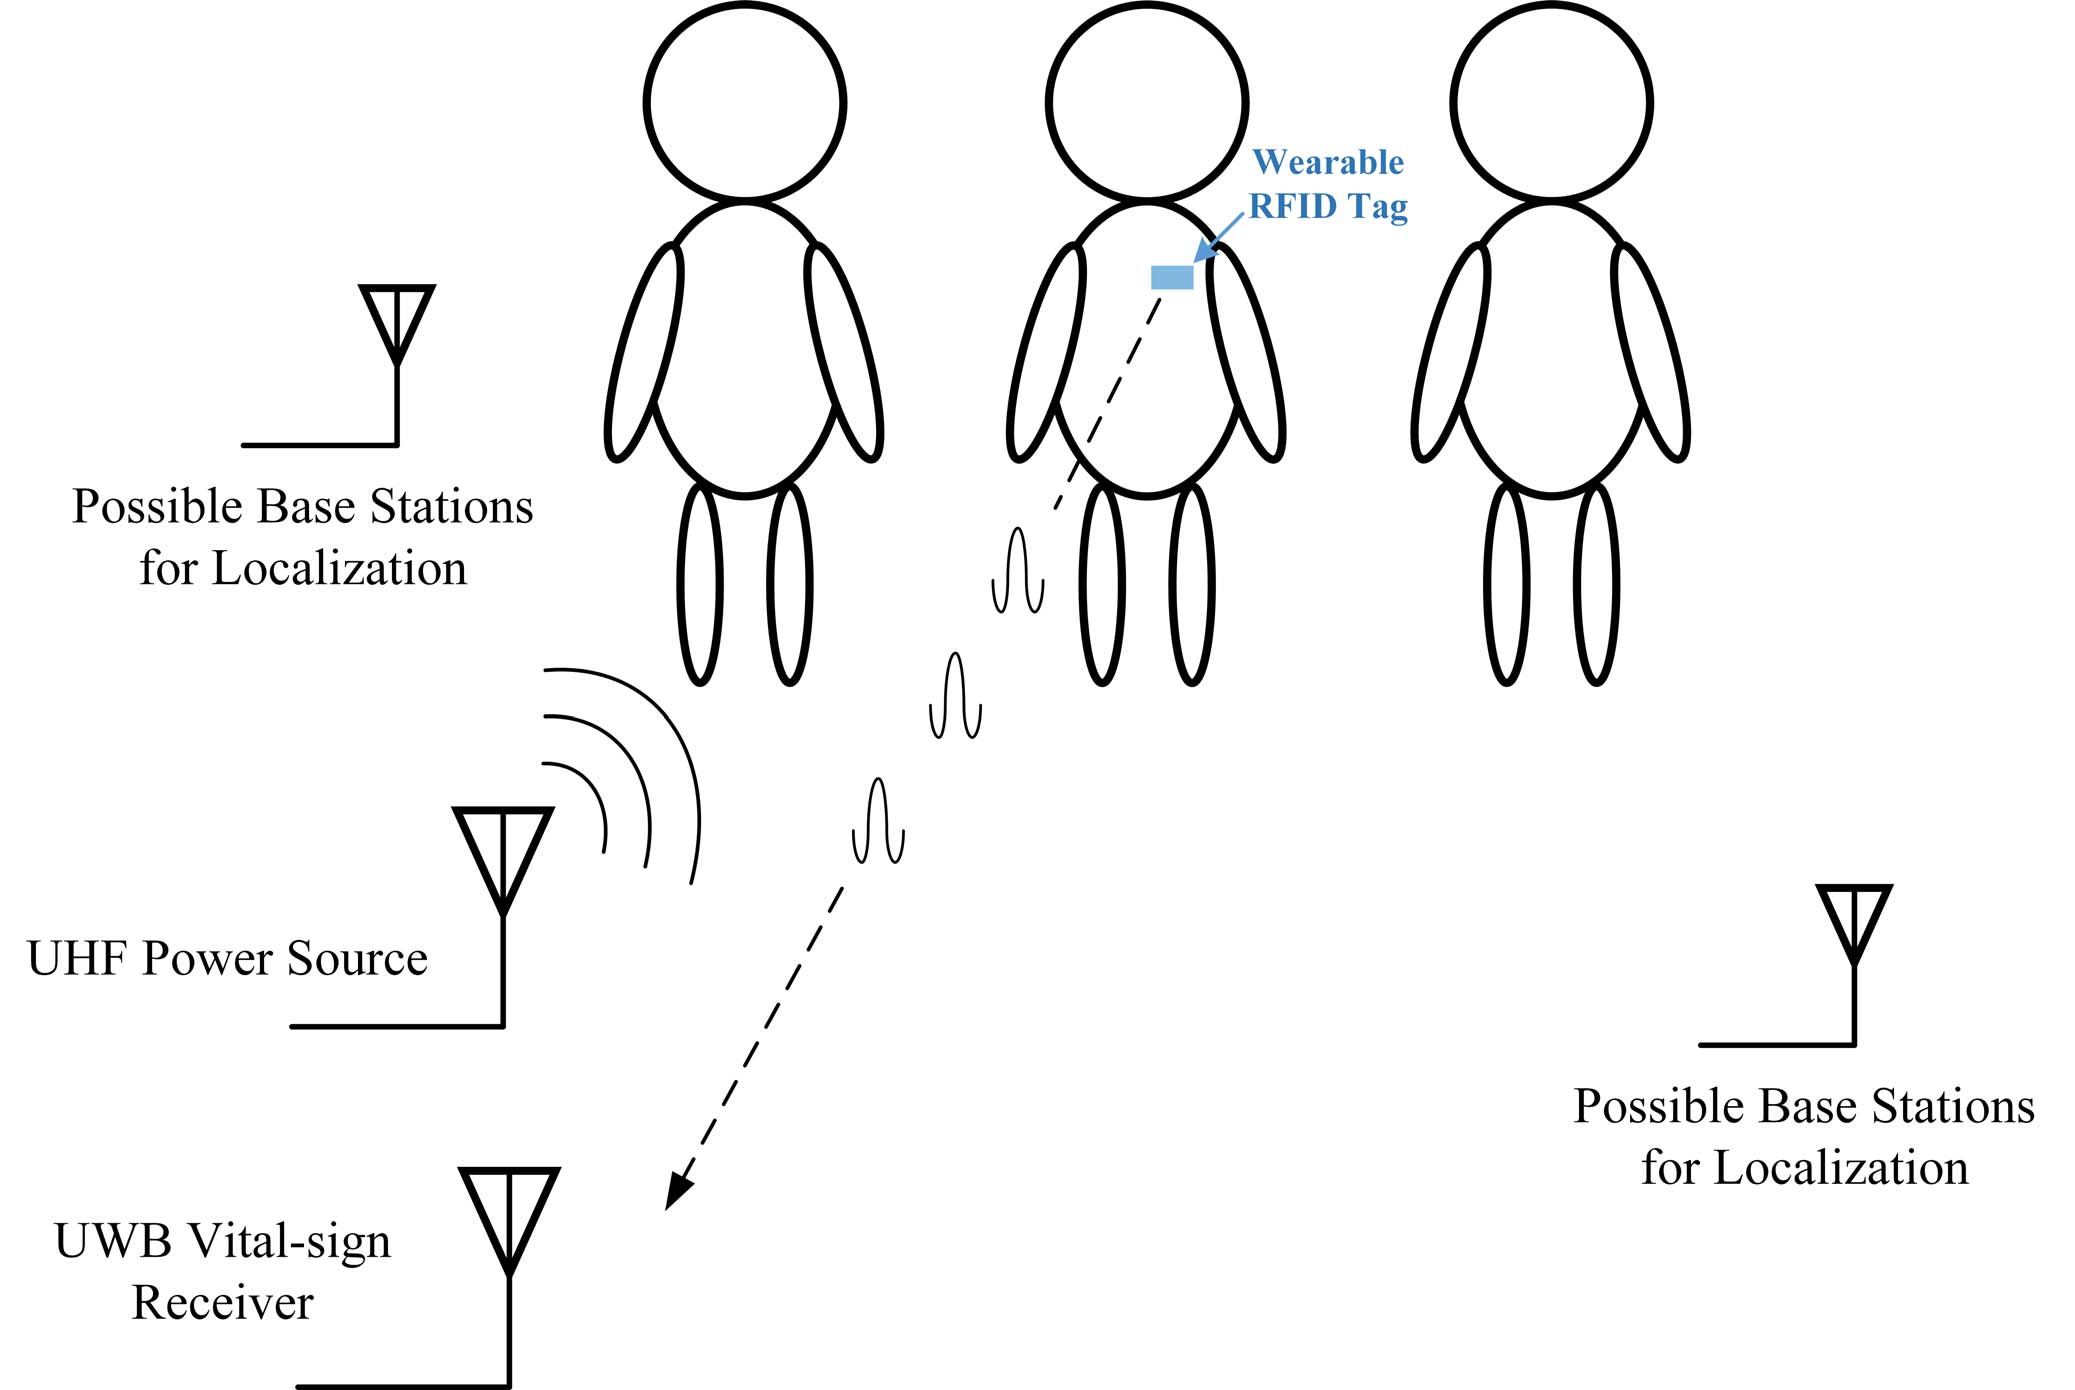 Wearable
RFID Tag
Possible Base Stations
for Localization
UHF Power Source
Possible Base Stations
for Localization
UWB Vital-sign
Receiver